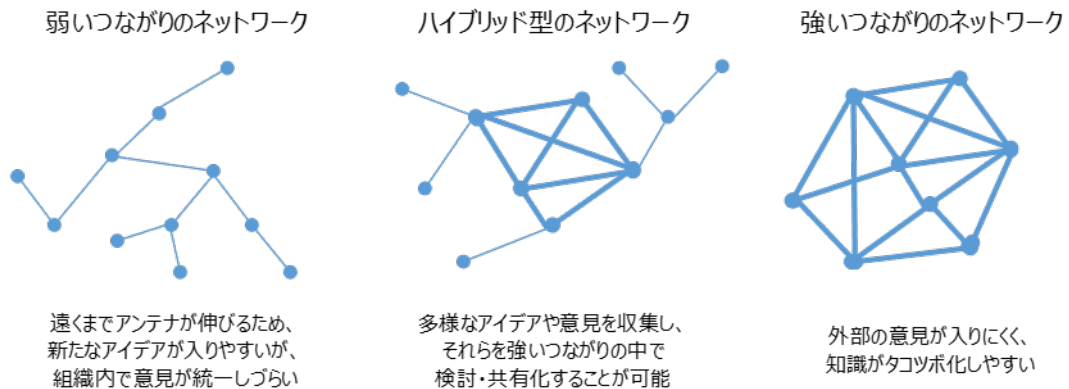 弱いつながりのネットワーク
ハイブリッド型のネットワーク
強いつながりのネットワーク
遠くまでアンテナが伸びるため、
新たなアイデアが入りやすいが、
組織内で意見が統一しづらい
多様なアイデアや意見を収集し、
それらを強いつながりの中で
検討・共有化することが可能
外部の意見が入りにくく、
知識がタコツボ化しやすい